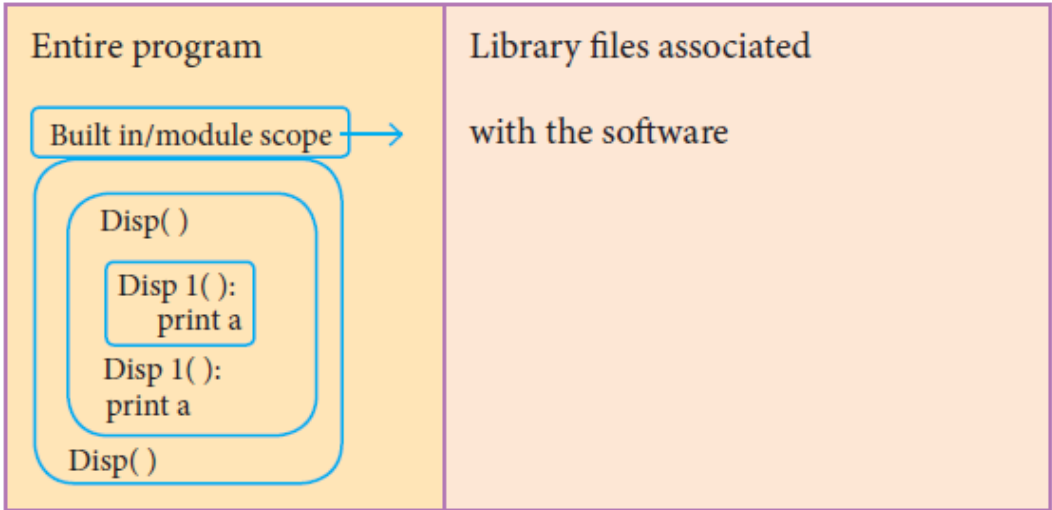 Entire program
Built in/module scope
Disp( )
Disp 1( ):
print a
Disp 1( ):
print a
Disp( )
Library files associated
with the software